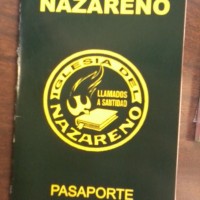 NAZARENO
IGLESIA DEL
LLAMADOS
A SANTIDAD
NAZARENO
PASAPORTE